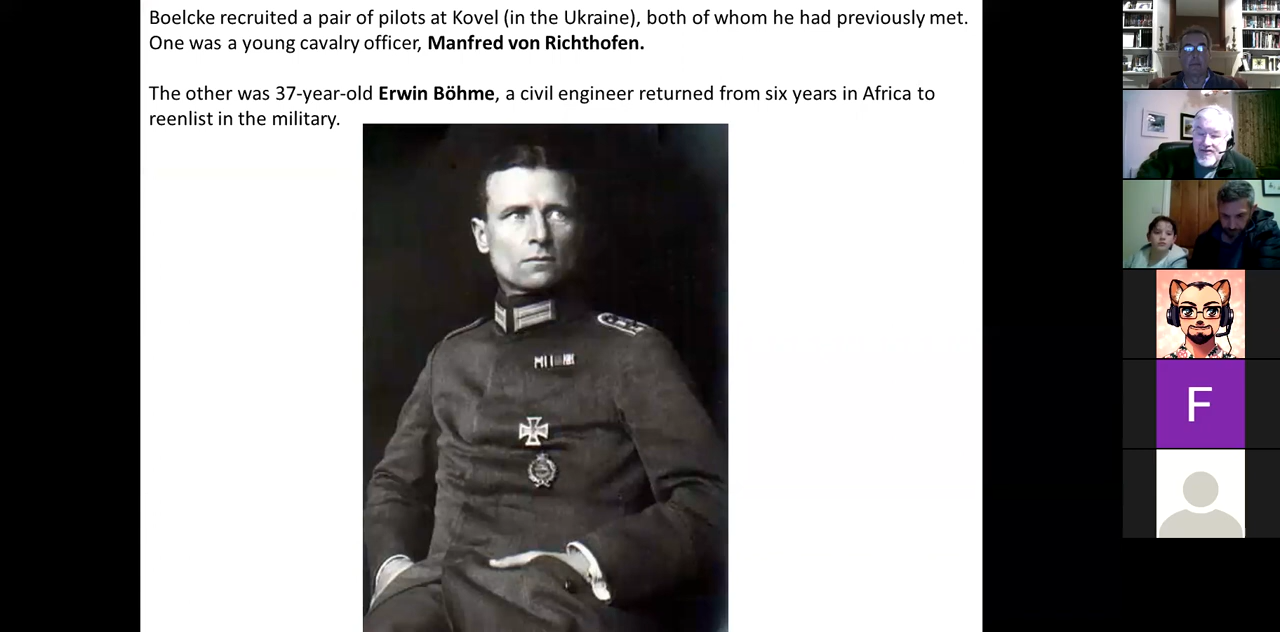 Boelcke recruited a pair of pilots at Kovel (in the Ukraine), both of whom he had previously met.
One was a young cavalry officer, Manfred von Richthofen.
The other was 37-year-old Erwin Böhme, a civil engineer returned from six years in Africa to
reenlist in the military.
F